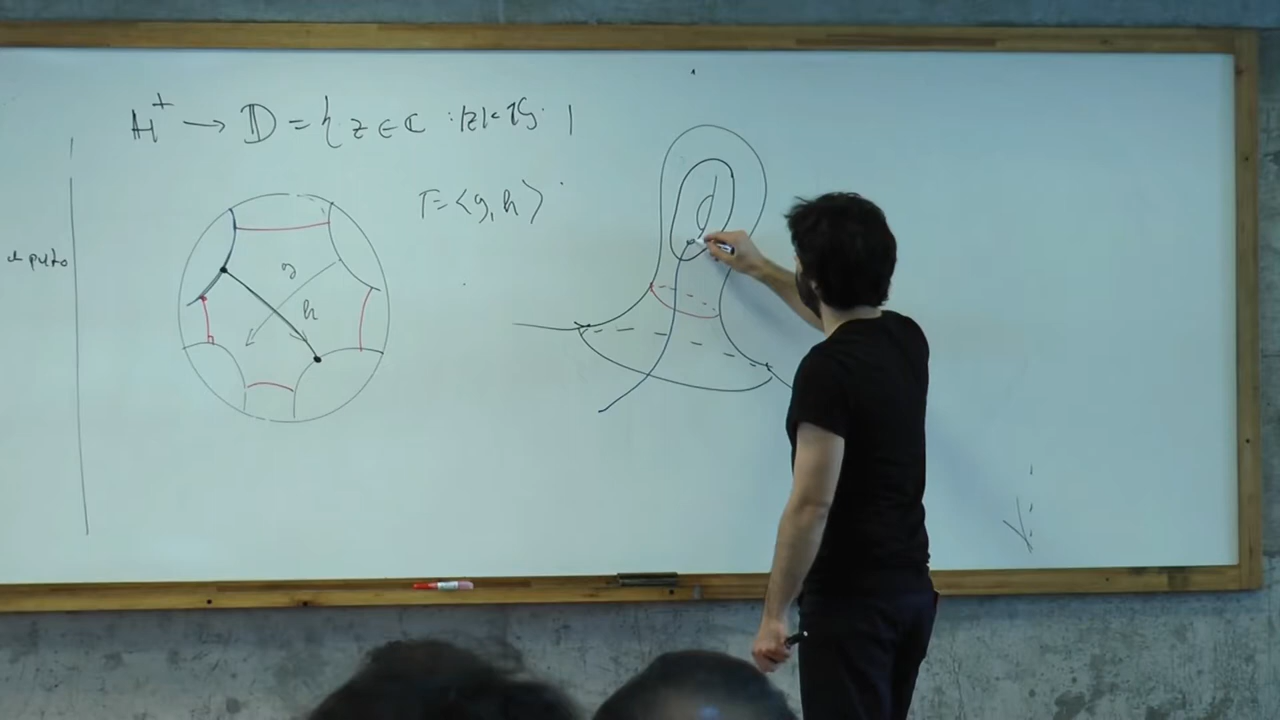 H⁺ → 𝔻 = { z ∈ ℂ : |z| < 1}
Γ = ⟨g, h⟩
g
h